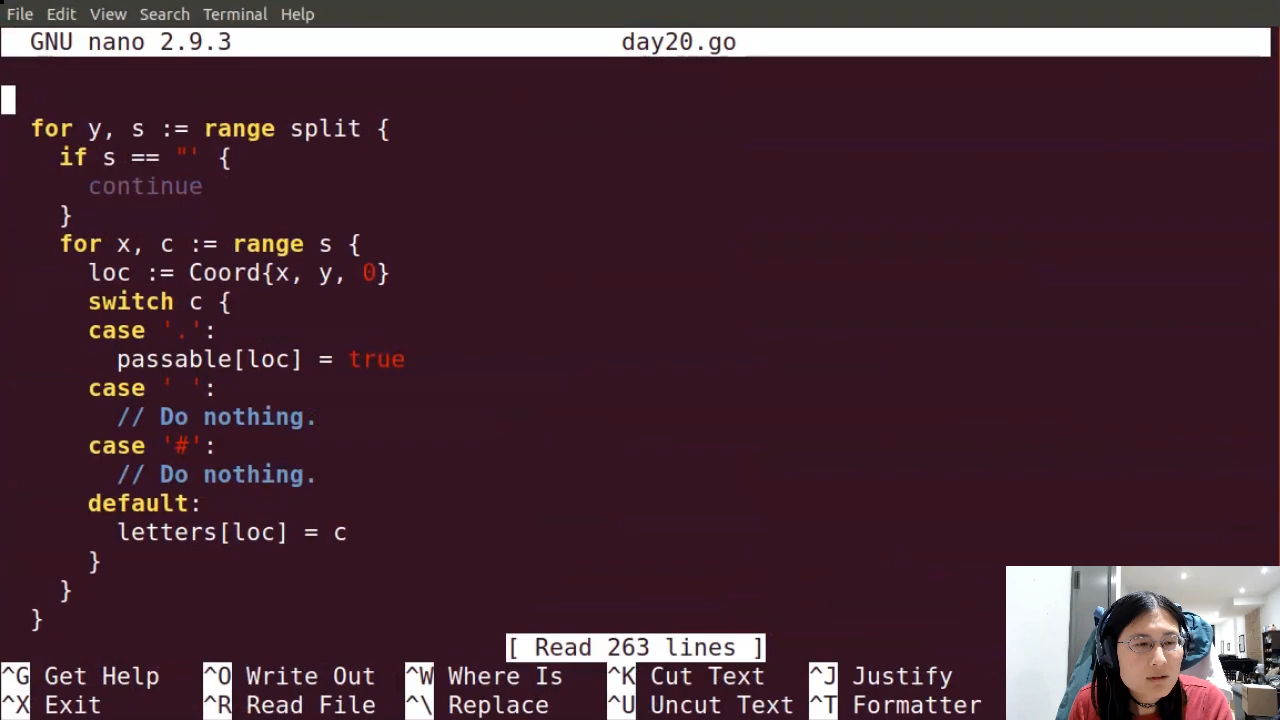 File Edit View Search Terminal Help
GNU nano 2.9.3 day20.go
for y, s := range split {
if s == "" {
continue
}
for x, c := range s {
loc := Coord{x, y, 0}
switch c {
case '.':
passable[loc] = true
case ' ':
// Do nothing.
case '#':
// Do nothing.
default:
letters[loc] = c
}
}
}
[ Read 263 lines ]
^G Get Help ^O Write Out ^W Where Is ^K Cut Text ^J Justify
^X Exit ^R Read File ^\ Replace ^U Uncut Text ^T Formatter